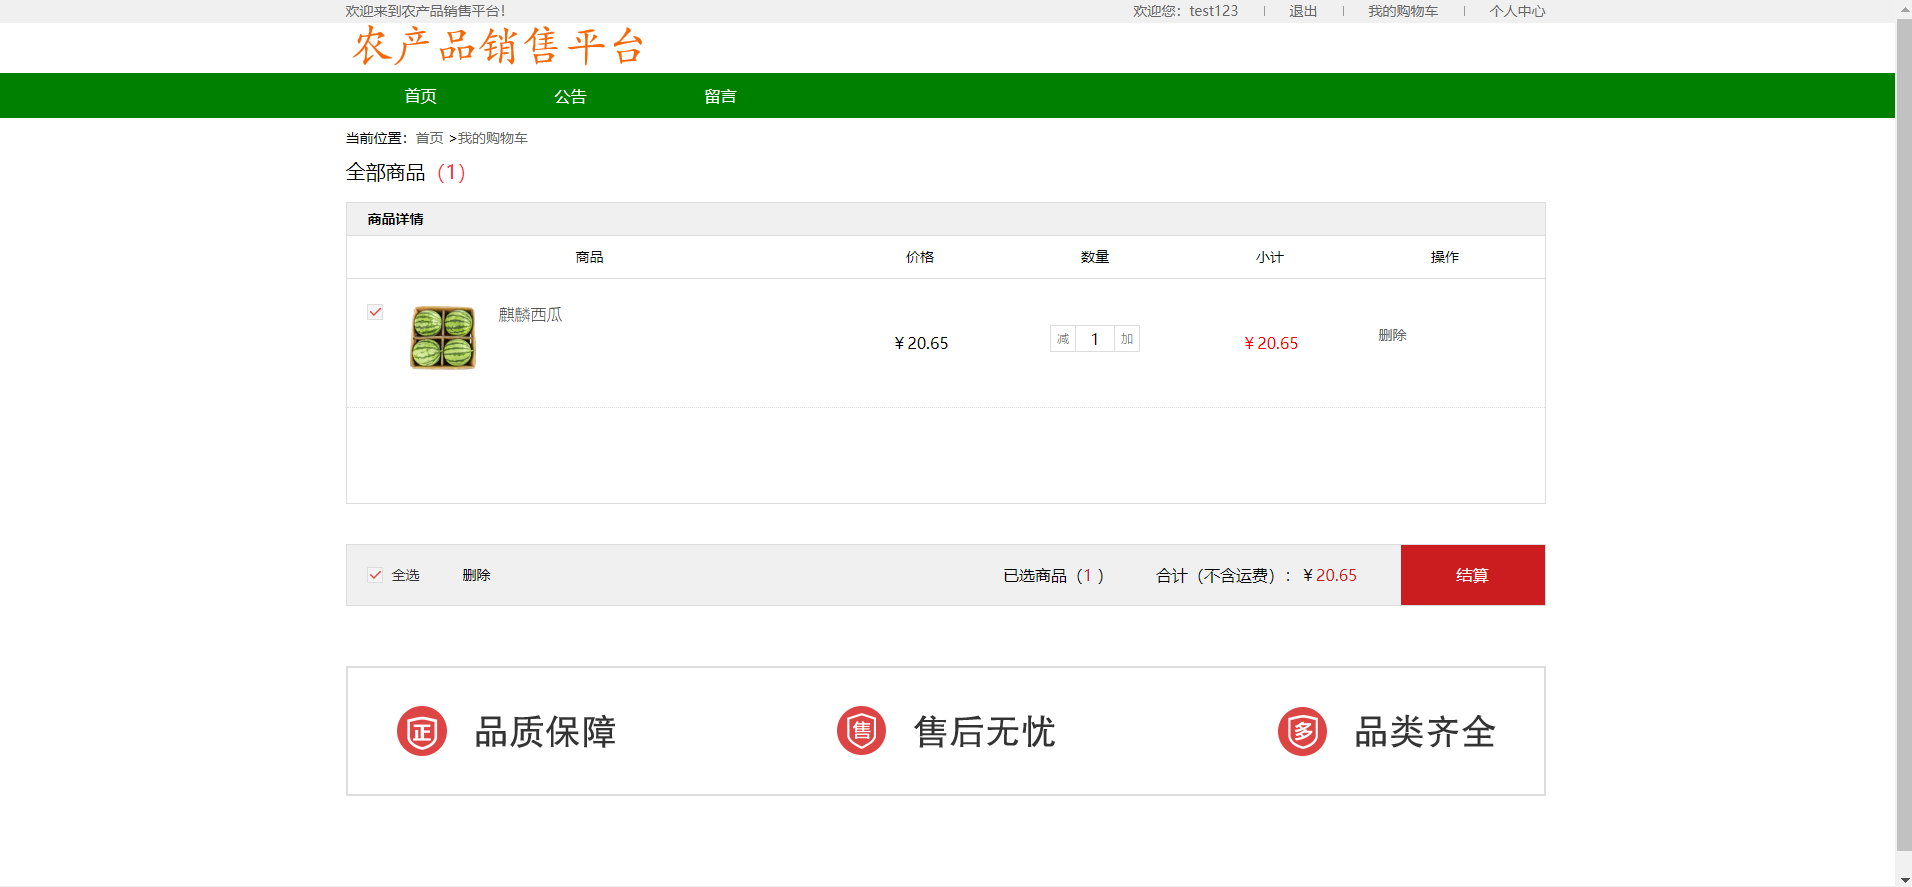 欢迎来到农产品销售平台！
欢迎您：test123 | 退出 | 我的购物车 | 个人中心
农产品销售平台
首页 公告 留言
当前位置：首页 >我的购物车
全部商品（1）
商品详情
商品 价格 数量 小计 操作
麒麟西瓜
￥20.65 减 1 加 ￥20.65 删除
全选 删除 已选商品（1 ） 合计（不含运费）：￥20.65 结算
正 品质保障 售 售后无忧 多 品类齐全